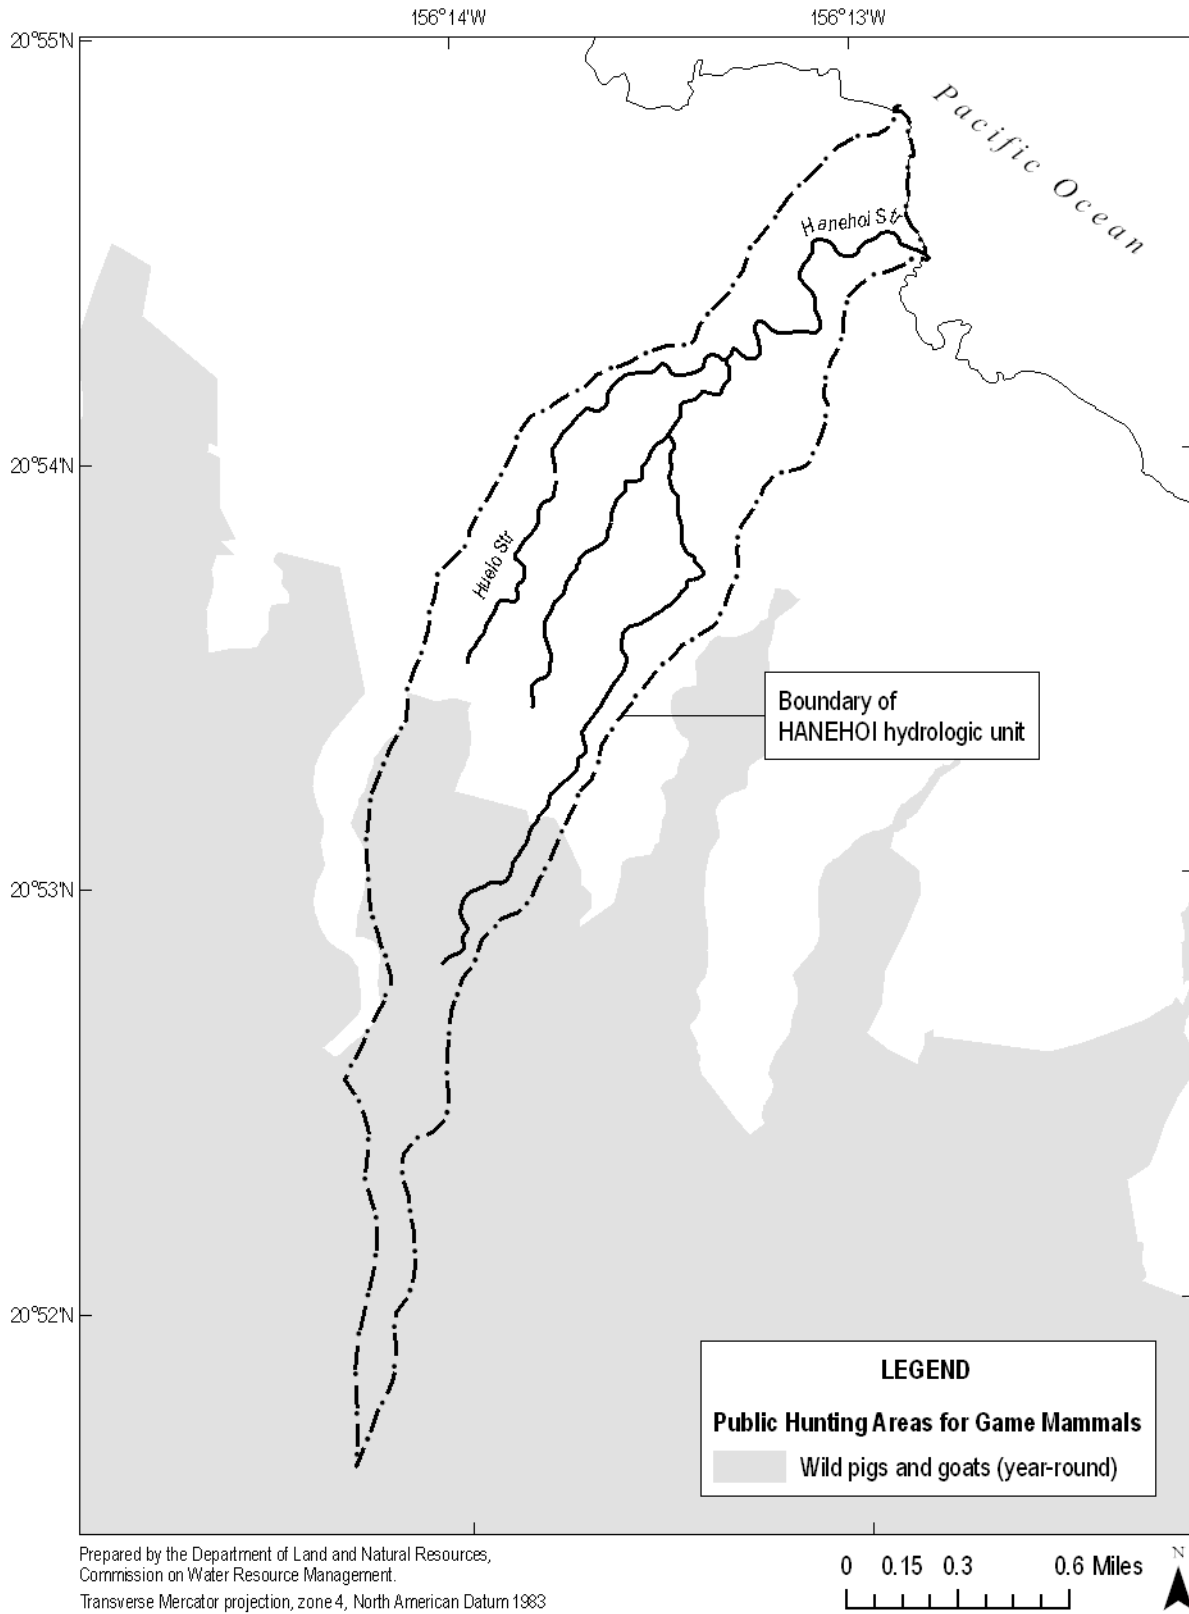 156°14'W
156°13'W
20°55'N
Pacific Ocean
Hanehoi Str
20°54'N
Huelo Str
Boundary of
HANEHOI hydrologic unit
20°53'N
20°52'N
LEGEND
Public Hunting Areas for Game Mammals
Wild pigs and goats (year-round)
Prepared by the Department of Land and Natural Resources,
Commission on Water Resource Management.
Transverse Mercator projection, zone 4, North American Datum 1983
0 0.15 0.3 0.6 Miles
N